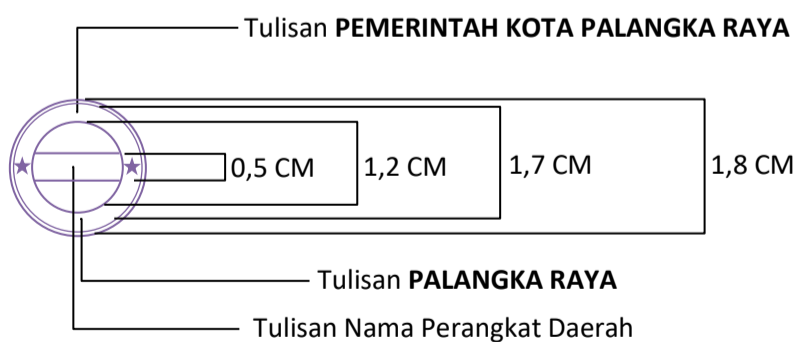 Tulisan PEMERINTAH KOTA PALANGKA RAYA
0,5 CM
1,2 CM
1,7 CM
1,8 CM
Tulisan PALANGKA RAYA
Tulisan Nama Perangkat Daerah